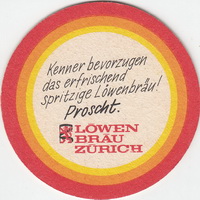 Kenner bevorzugen
das erfrischend
spritzige Löwenbräu!
Proscht.
LÖWEN
BRÄU
ZÜRICH